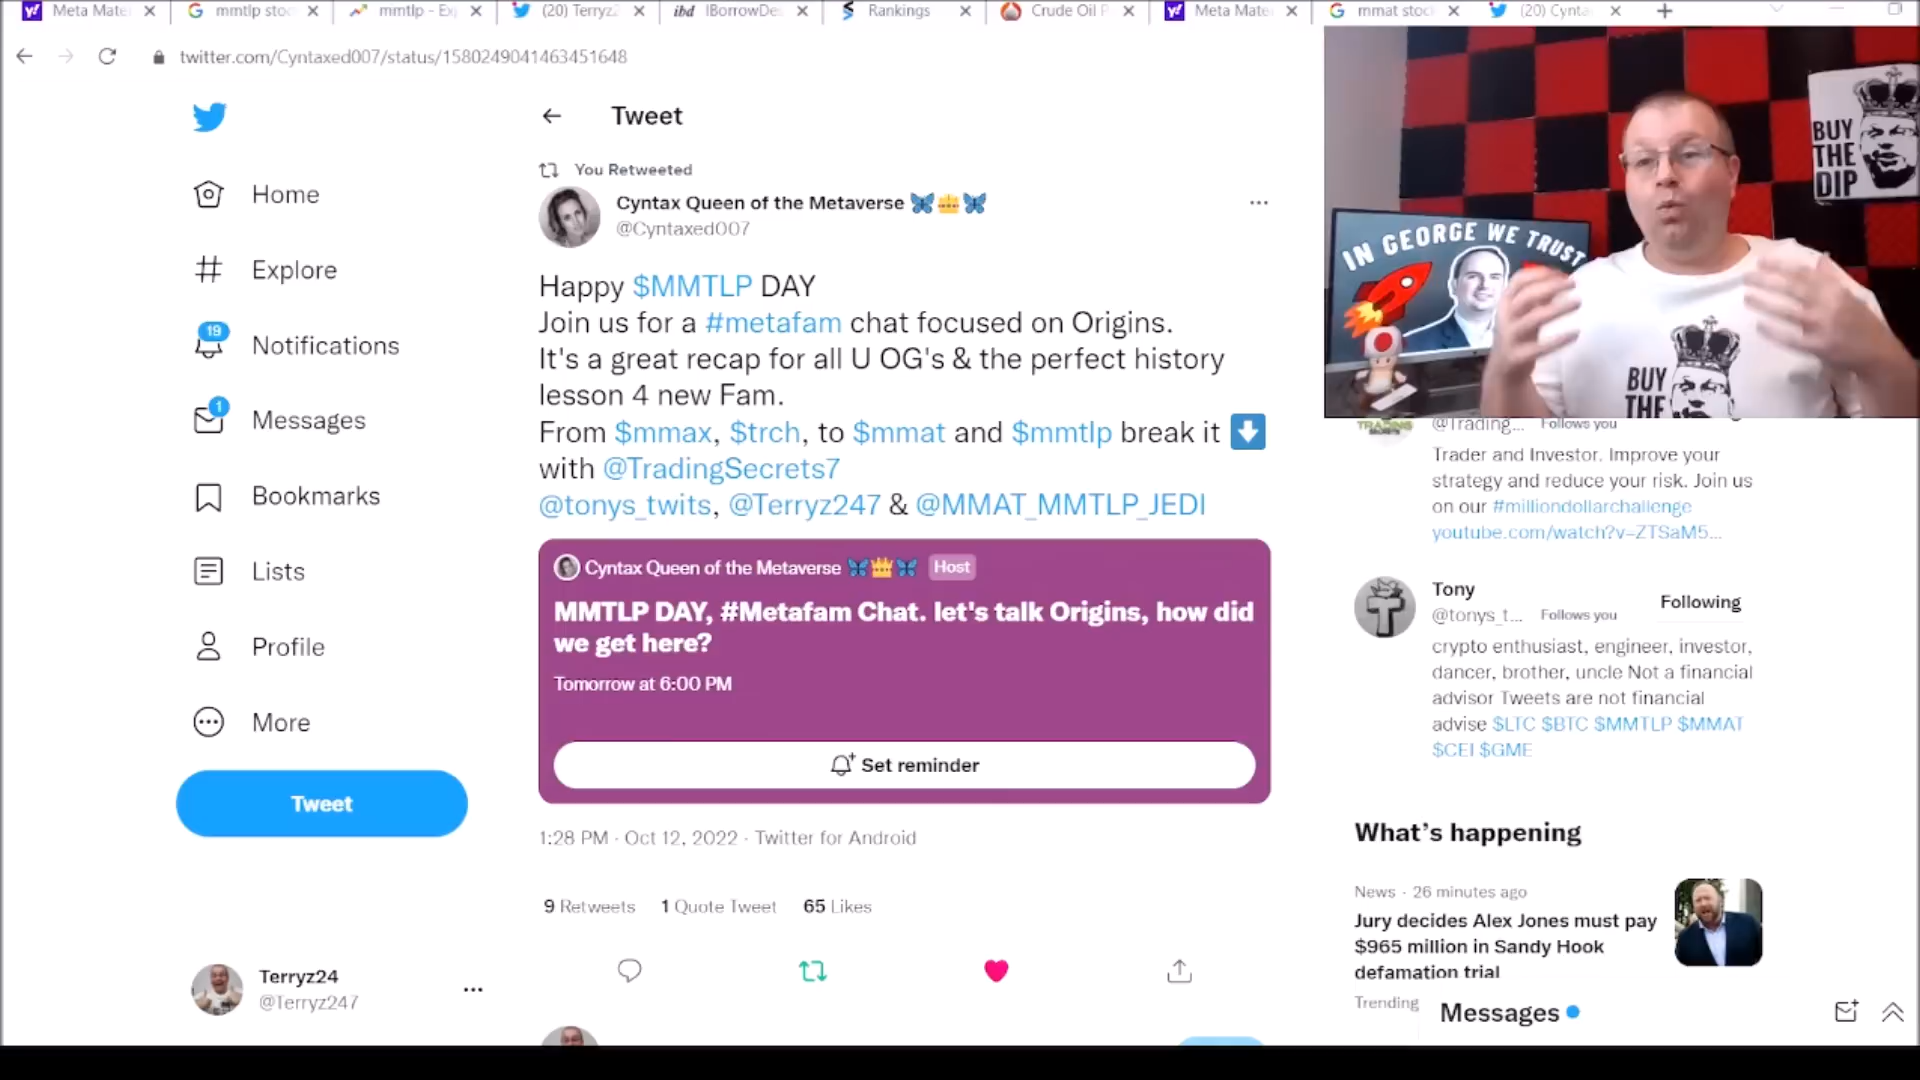 Meta Mate
mmtlp stoc
mmtlp - Ex
(20) Terryz
ibd IBorrowDes
Rankings
Crude Oil P
Meta Mate
mmat stoc
(20) Cynta
twitter.com/Cyntaxed007/status/1580249041463451648
Tweet
You Retweeted
Cyntax Queen of the Metaverse 🦋👑🦋
@Cyntaxed007
Home
Explore
19
Notifications
1
Messages
Bookmarks
Lists
Profile
More
Tweet
Terryz24
@Terryz247
Happy $MMTLP DAY
Join us for a #metafam chat focused on Origins.
It's a great recap for all U OG's & the perfect history
lesson 4 new Fam.
From $mmax, $trch, to $mmat and $mmtlp break it ⬇️
with @TradingSecrets7
@tonys_twits, @Terryz247 & @MMAT_MMTLP_JEDI
Cyntax Queen of the Metaverse 🦋👑🦋 Host
MMTLP DAY, #Metafam Chat. let's talk Origins, how did
we get here?
Tomorrow at 6:00 PM
Set reminder
1:28 PM · Oct 12, 2022 · Twitter for Android
9 Retweets 1 Quote Tweet 65 Likes
IN GEORGE WE TRUST
BUY
THE
DIP
BUY
THE
TRADING
@Trading... Follows you
Trader and Investor. Improve your
strategy and reduce your risk. Join us
on our #milliondollarchallenge
youtube.com/watch?v=ZTSaM5...
Tony
@tonys_t... Follows you
Following
crypto enthusiast, engineer, investor,
dancer, brother, uncle Not a financial
advisor Tweets are not financial
advise $LTC $BTC $MMTLP $MMAT
$CEI $GME
What's happening
News · 26 minutes ago
Jury decides Alex Jones must pay
$965 million in Sandy Hook
defamation trial
Trending
Messages